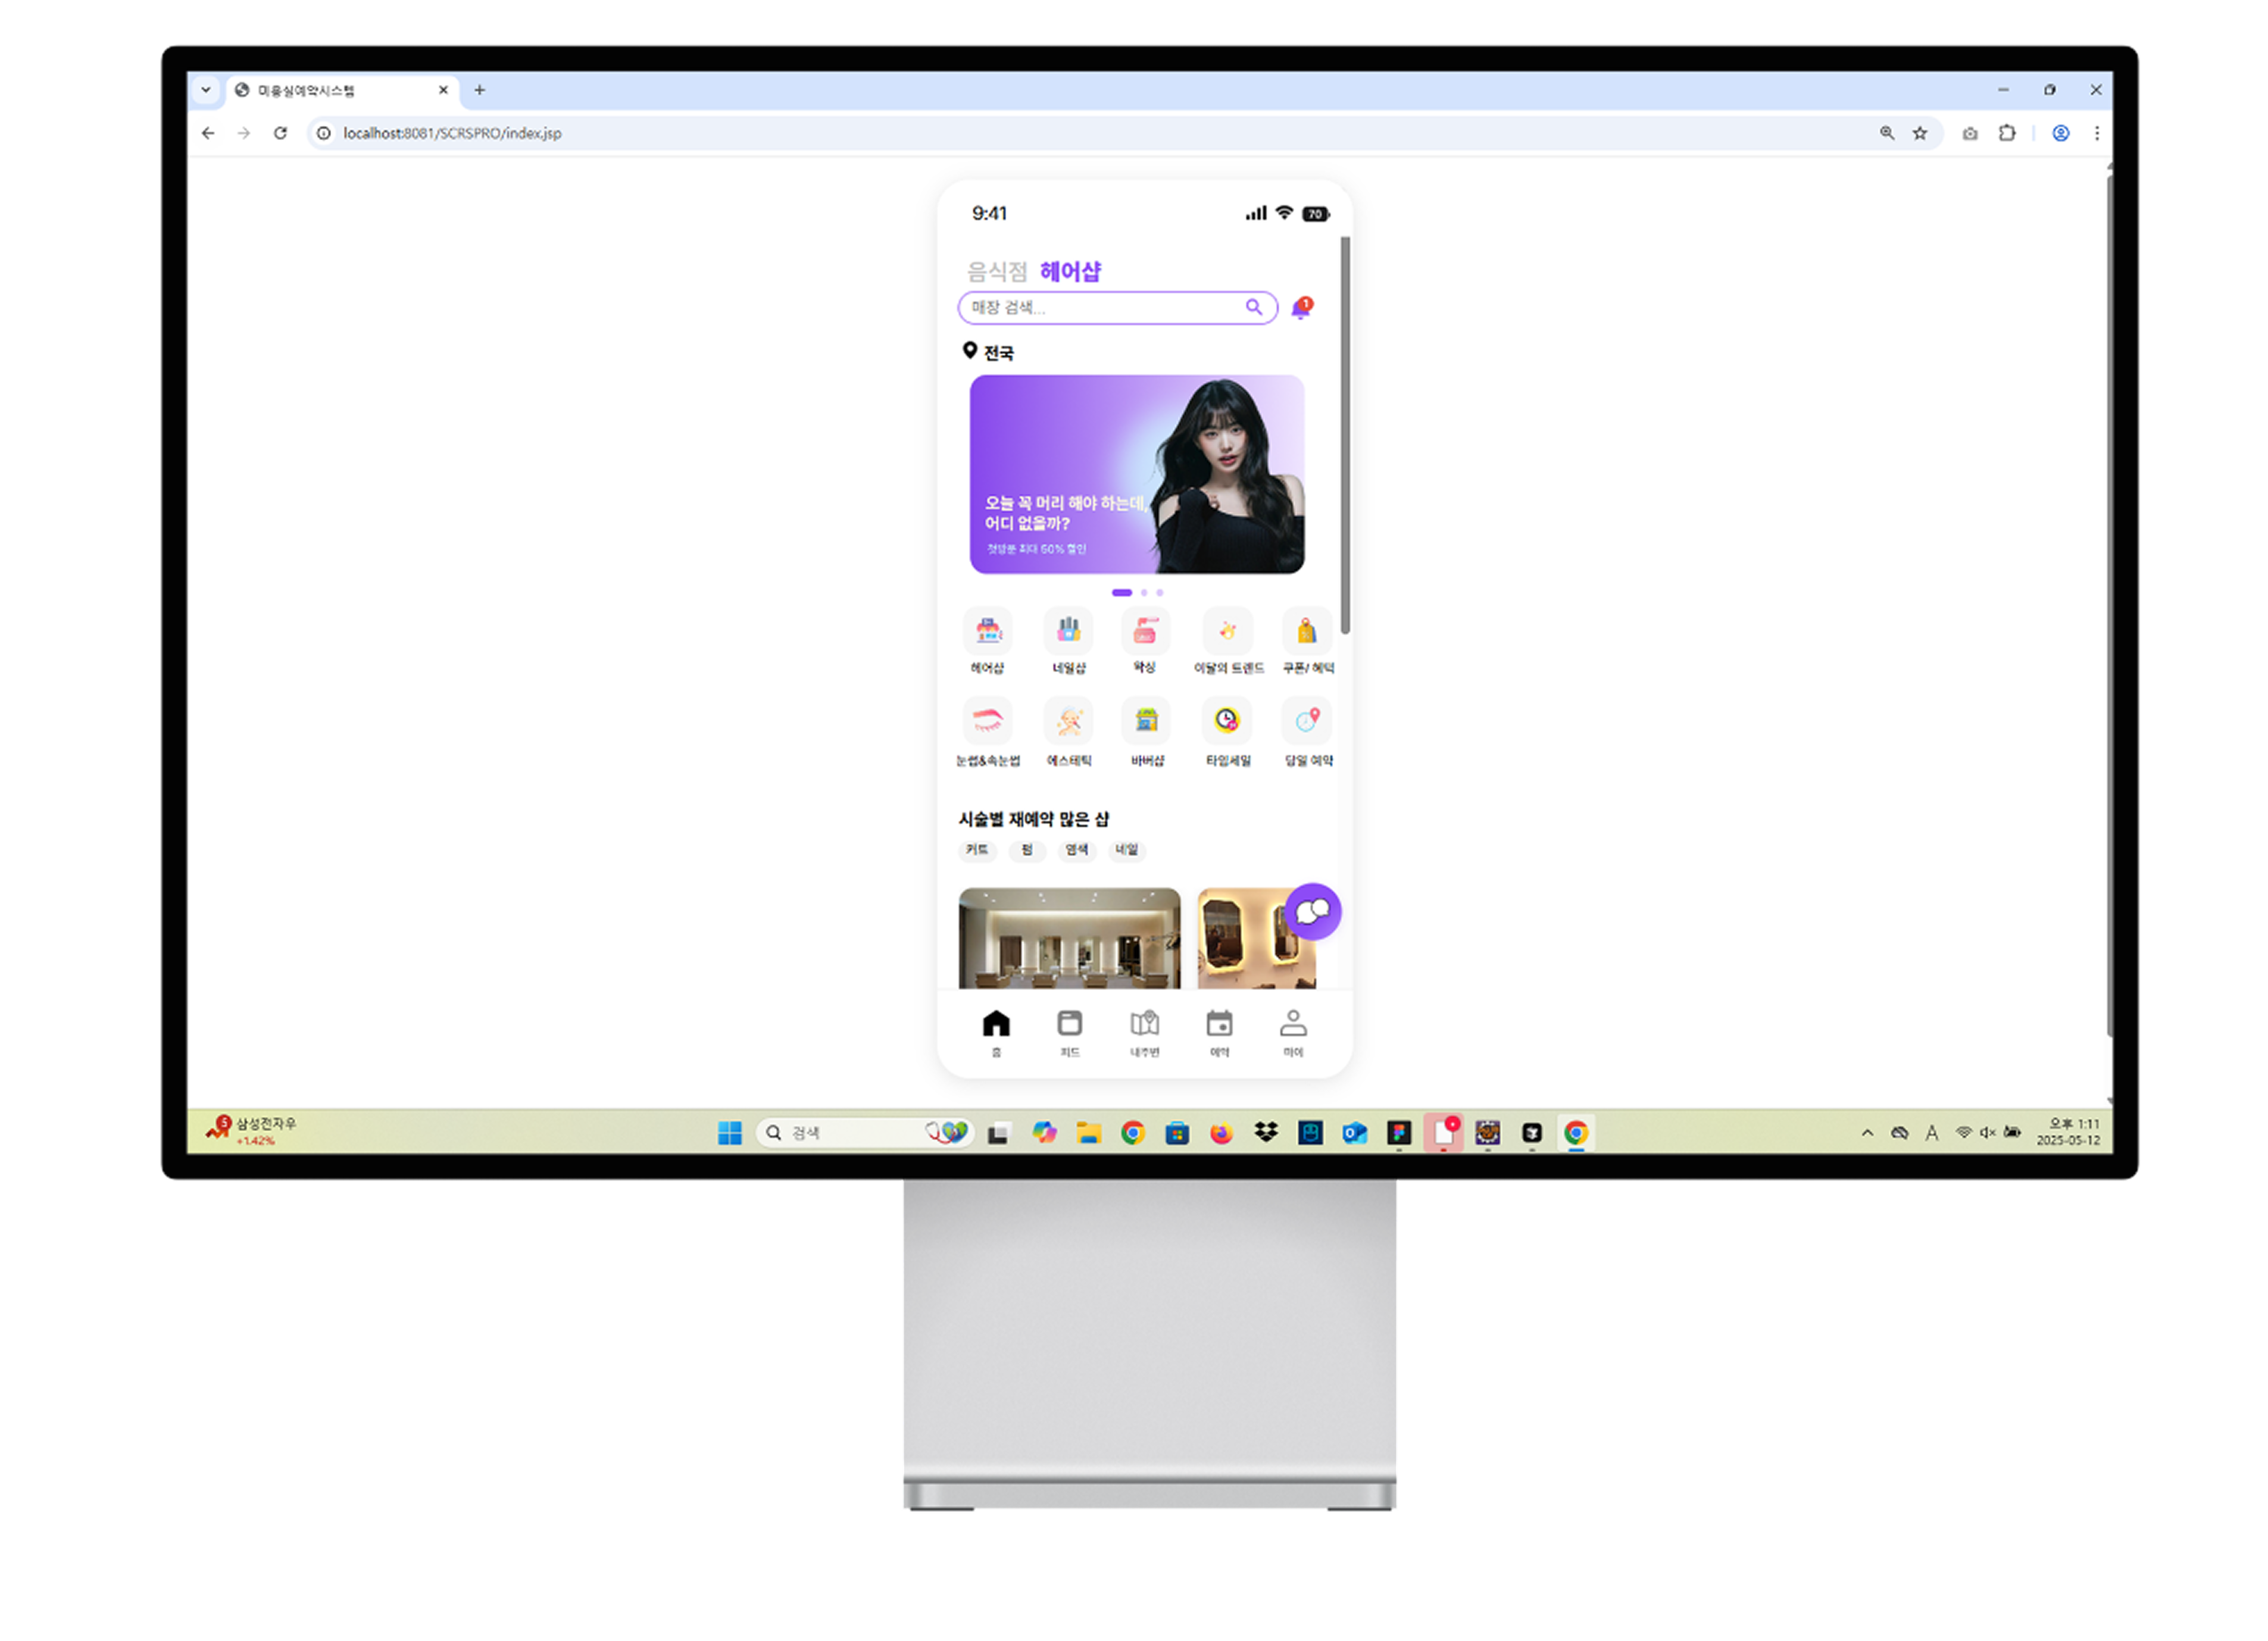 미용실예약시스템
localhost:8081/SCRSPRO/index.jsp
9:41
70
음식점 헤어샵
매장 검색...
1
전국
오늘 꼭 머리 해야 하는데,
어디 없을까?
첫방문 최대 50% 할인
헤어샵 네일샵 왁싱 이달의 트렌드 쿠폰/ 혜택
눈썹&속눈썹 에스테틱 바버샵 타임세일 당일 예약
시술별 재예약 많은 샵
커트 펌 염색 네일
홈 피드 내주변 예약 마이
5
삼성전자우
+1.42%
검색
A
오후 1:11
2025-05-12